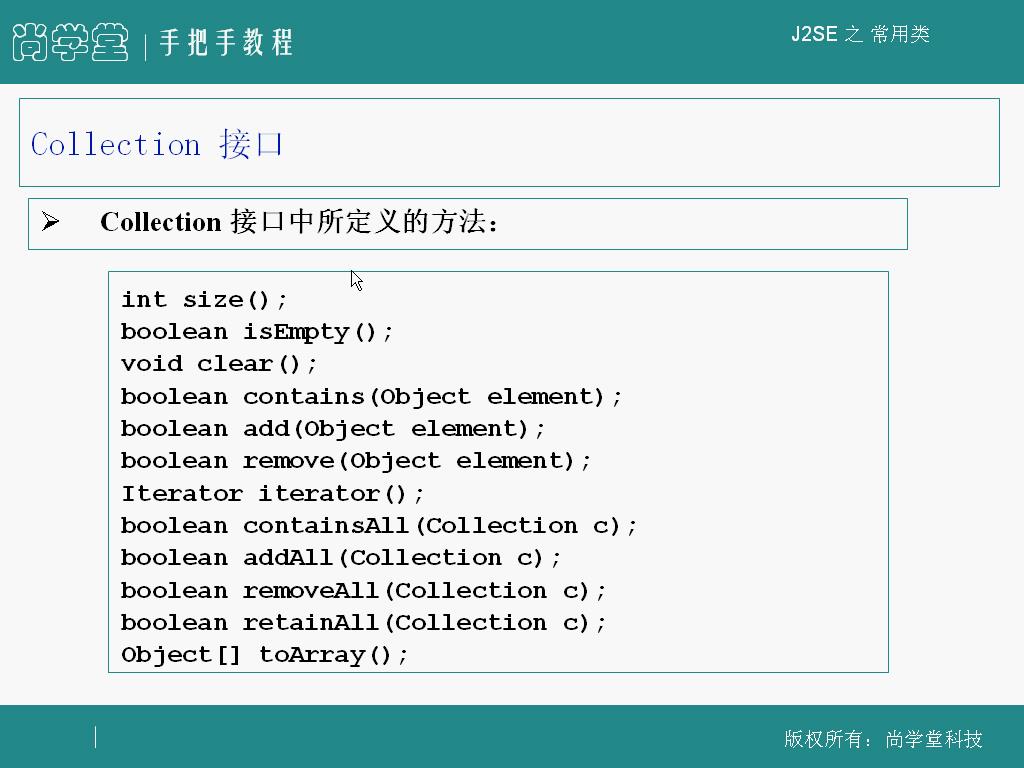 尚学堂 | 手把手教程
J2SE 之 常用类
Collection 接口
Collection 接口中所定义的方法：
int size();
boolean isEmpty();
void clear();
boolean contains(Object element);
boolean add(Object element);
boolean remove(Object element);
Iterator iterator();
boolean containsAll(Collection c);
boolean addAll(Collection c);
boolean removeAll(Collection c);
boolean retainAll(Collection c);
Object[] toArray();
版权所有：尚学堂科技